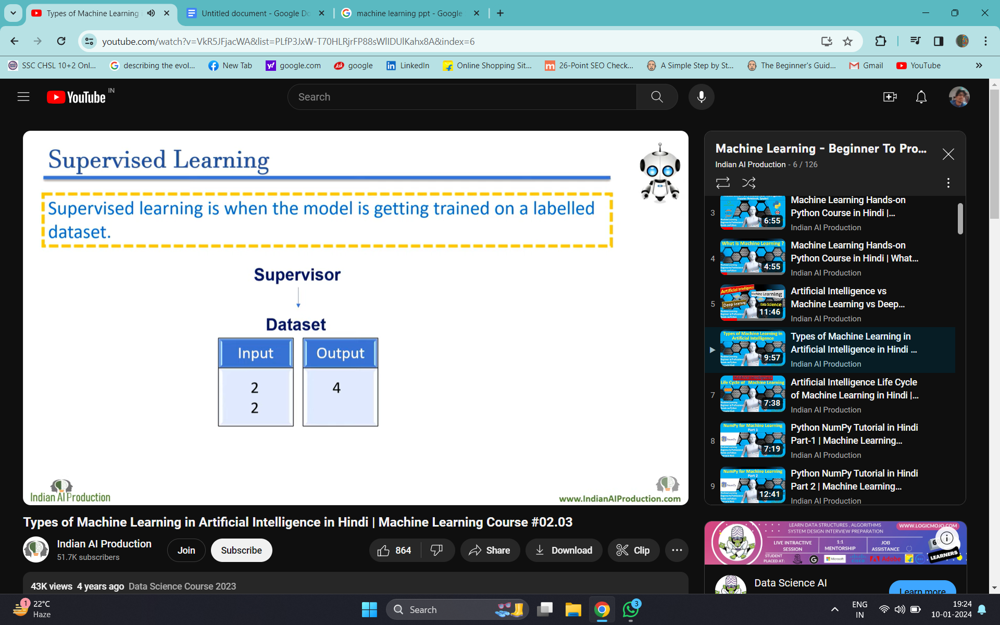 Types of Machine Learning
Untitled document - Google Do
machine learning ppt - Google
youtube.com/watch?v=VkR5JFjacWA&list=PLfP3JxW-T70HLRjrFP88sWlIDUlKahx8A&index=6
SSC CHSL 10+2 Onl...
describing the evol...
New Tab
google.com
google
LinkedIn
Online Shopping Sit...
26-Point SEO Check...
A Simple Step by St...
The Beginner's Guid...
Gmail
YouTube
YouTube IN
Search
Supervised Learning
Supervised learning is when the model is getting trained on a labelled
dataset.
Supervisor
Dataset
Input Output
2 4
2
Indian AI Production
www.IndianAIProduction.com
Machine Learning - Beginner To Pro...
Indian AI Production - 6 / 126
3
6:55
Machine Learning Hands-on
Python Course in Hindi |...
Indian AI Production
4
What is Machine Learning ?
4:55
Machine Learning Hands-on
Python Course in Hindi | What...
Indian AI Production
5
Artificial Intelligence
Machine Learning
Deep Learning
Data Science
11:46
Artificial Intelligence vs
Machine Learning vs Deep...
Indian AI Production
Types of Machine Learning in
Artificial Intelligence
9:57
Types of Machine Learning in
Artificial Intelligence in Hindi ...
Indian AI Production
7
Life Cycle of Machine Learning
7:38
Artificial Intelligence Life Cycle
of Machine Learning in Hindi |...
Indian AI Production
8
NumPy for Machine Learning
Part 1
NumPy
7:19
Python NumPy Tutorial in Hindi
Part-1 | Machine Learning...
Indian AI Production
9
NumPy for Machine Learning
Part 2
NumPy
12:41
Python NumPy Tutorial in Hindi
Part 2 | Machine Learning...
Indian AI Production
Types of Machine Learning in Artificial Intelligence in Hindi | Machine Learning Course #02.03
Indian AI Production
51.7K subscribers
Join
Subscribe
864
Share
Download
Clip
43K views 4 years ago Data Science Course 2023
LEARN DATA STRUCTURES , ALGORITHMS
SYSTEM DESIGN INTERVIEW PREPARATION
WWW.LOGICMOJO.COM
LIVE INTRACTIVE
SESSION
1:1
MENTORSHIP
JOB
ASSISTANCE
STUDENT
PLACED AT:
Microsoft
Adobe
LEARNERS
Data Science AI
Learn more
1
22°C
Haze
Search
3
ENG
IN
19:24
10-01-2024